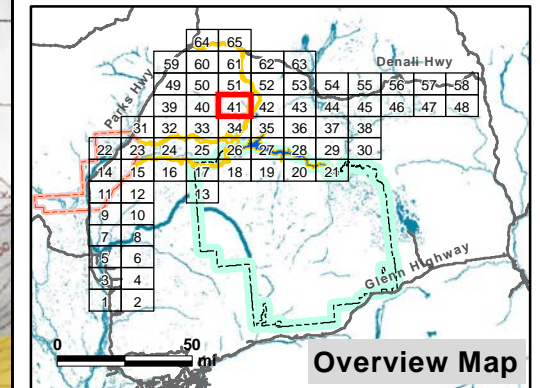 64 65
59 60 61 62 63
Denali Hwy
49 50 51 52 53 54 55 56 57 58
Parks Hwy
39 40 41 42 43 44 45 46 47 48
31 32 33 34 35 36 37 38
22 23 24 25 26 27 28 29 30
14 15 16 17 18 19 20 21
11 12 13
9 10
7 8
5 6
3 4
1 2
Glenn Highway
0 50
mi
Overview Map